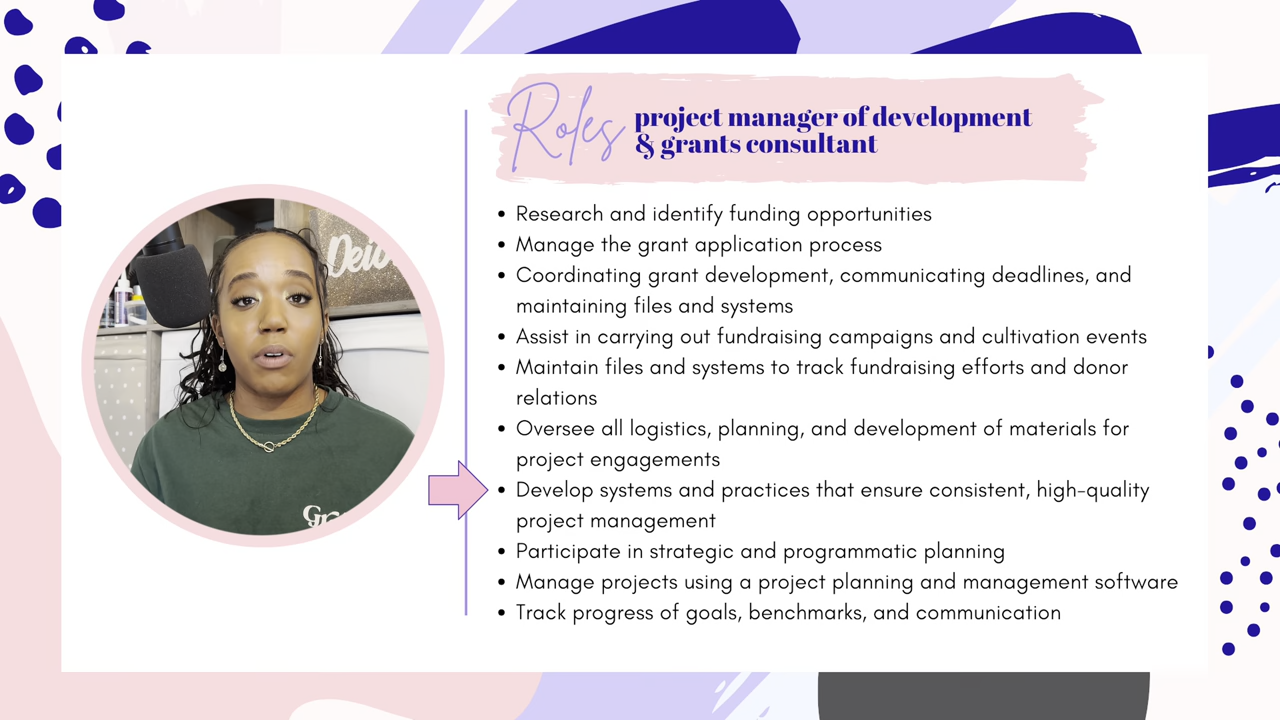 Roles
project manager of development
& grants consultant
• Research and identify funding opportunities
• Manage the grant application process
• Coordinating grant development, communicating deadlines, and
maintaining files and systems
• Assist in carrying out fundraising campaigns and cultivation events
• Maintain files and systems to track fundraising efforts and donor
relations
• Oversee all logistics, planning, and development of materials for
project engagements
• Develop systems and practices that ensure consistent, high-quality
project management
• Participate in strategic and programmatic planning
• Manage projects using a project planning and management software
• Track progress of goals, benchmarks, and communication